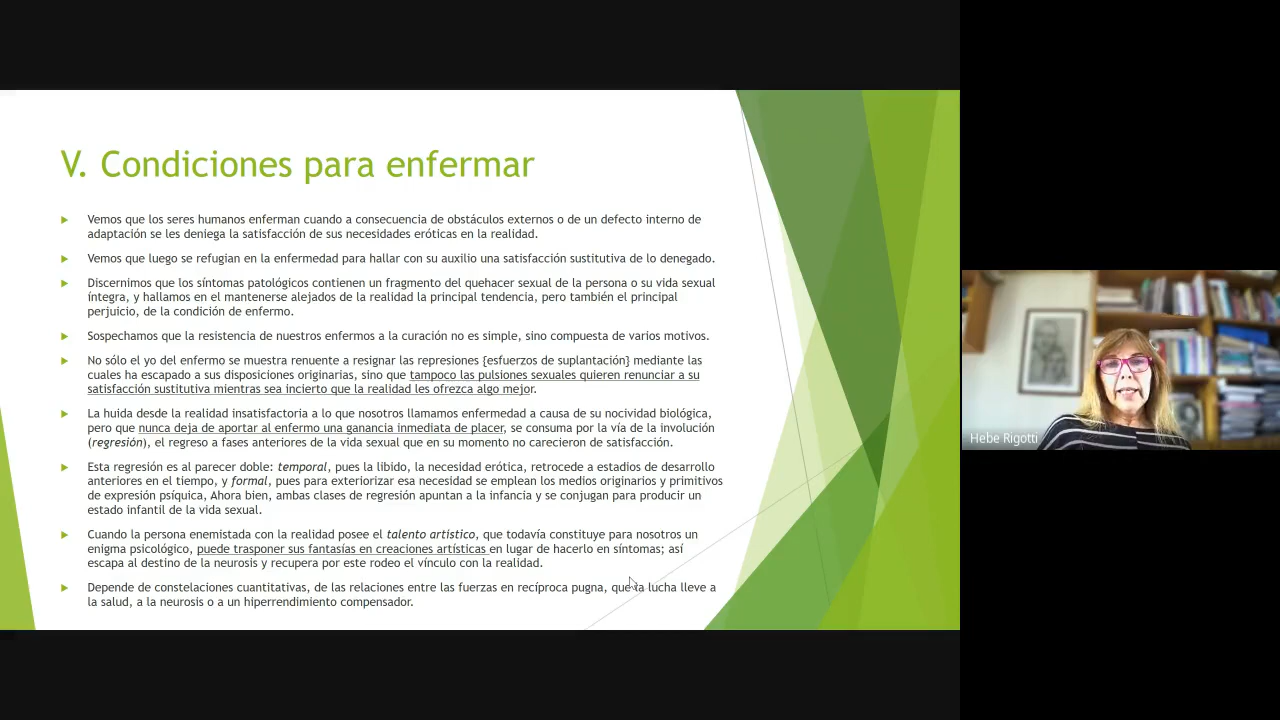 V. Condiciones para enfermar
Vemos que los seres humanos enferman cuando a consecuencia de obstáculos externos o de un defecto interno de
adaptación se les deniega la satisfacción de sus necesidades eróticas en la realidad.
Vemos que luego se refugian en la enfermedad para hallar con su auxilio una satisfacción sustitutiva de lo denegado.
Discernimos que los síntomas patológicos contienen un fragmento del quehacer sexual de la persona o su vida sexual
íntegra, y hallamos en el mantenerse alejados de la realidad la principal tendencia, pero también el principal
perjuicio, de la condición de enfermo.
Sospechamos que la resistencia de nuestros enfermos a la curación no es simple, sino compuesta de varios motivos.
No sólo el yo del enfermo se muestra renuente a resignar las represiones {esfuerzos de suplantación} mediante las
cuales ha escapado a sus disposiciones originarias, sino que tampoco las pulsiones sexuales quieren renunciar a su
satisfacción sustitutiva mientras sea incierto que la realidad les ofrezca algo mejor.
La huida desde la realidad insatisfactoria a lo que nosotros llamamos enfermedad a causa de su nocividad biológica,
pero que nunca deja de aportar al enfermo una ganancia inmediata de placer, se consuma por la vía de la involución
(regresión), el regreso a fases anteriores de la vida sexual que en su momento no carecieron de satisfacción.
Esta regresión es al parecer doble: temporal, pues la libido, la necesidad erótica, retrocede a estadios de desarrollo
anteriores en el tiempo, y formal, pues para exteriorizar esa necesidad se emplean los medios originarios y primitivos
de expresión psíquica, Ahora bien, ambas clases de regresión apuntan a la infancia y se conjugan para producir un
estado infantil de la vida sexual.
Cuando la persona enemistada con la realidad posee el talento artístico, que todavía constituye para nosotros un
enigma psicológico, puede trasponer sus fantasías en creaciones artísticas en lugar de hacerlo en síntomas; así
escapa al destino de la neurosis y recupera por este rodeo el vínculo con la realidad.
Depende de constelaciones cuantitativas, de las relaciones entre las fuerzas en recíproca pugna, que la lucha lleve a
la salud, a la neurosis o a un hiperrendimiento compensador.
Hebe Rigotti